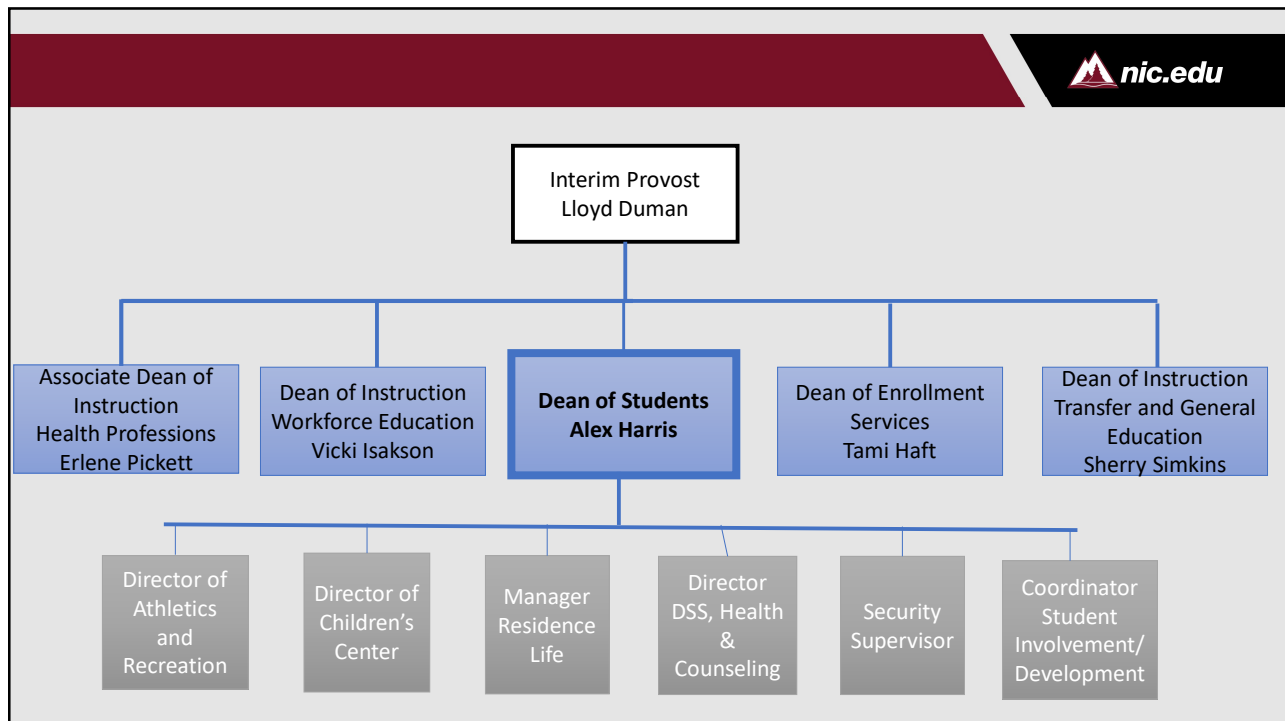 nic.edu
Interim Provost
Lloyd Duman
Associate Dean of
Instruction
Health Professions
Erlene Pickett
Dean of Instruction
Workforce Education
Vicki Isakson
Dean of Students
Alex Harris
Dean of Enrollment
Services
Tami Haft
Dean of Instruction
Transfer and General
Education
Sherry Simkins
Director of
Athletics
and
Recreation
Director of
Children’s
Center
Manager
Residence
Life
Director
DSS, Health
&
Counseling
Security
Supervisor
Coordinator
Student
Involvement/
Development